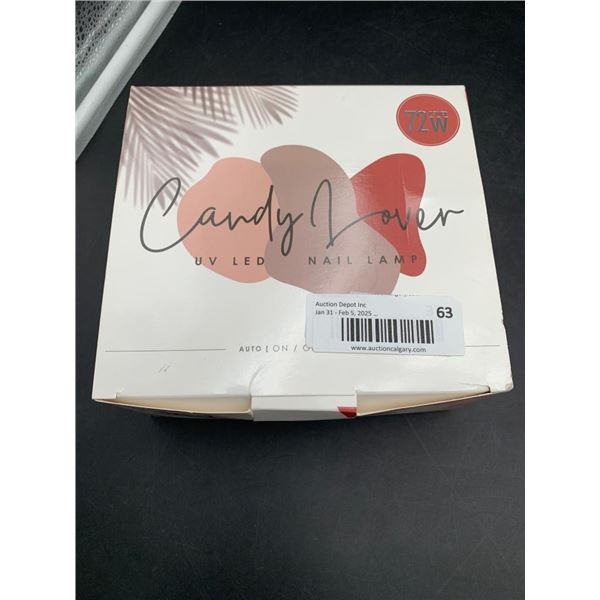 72W
Candy Lover
UV LED NAIL LAMP
Auction Depot Inc
Jan 31 - Feb 5, 2025 ...
63
www.auctioncalgary.com
AUTO [ ON / O